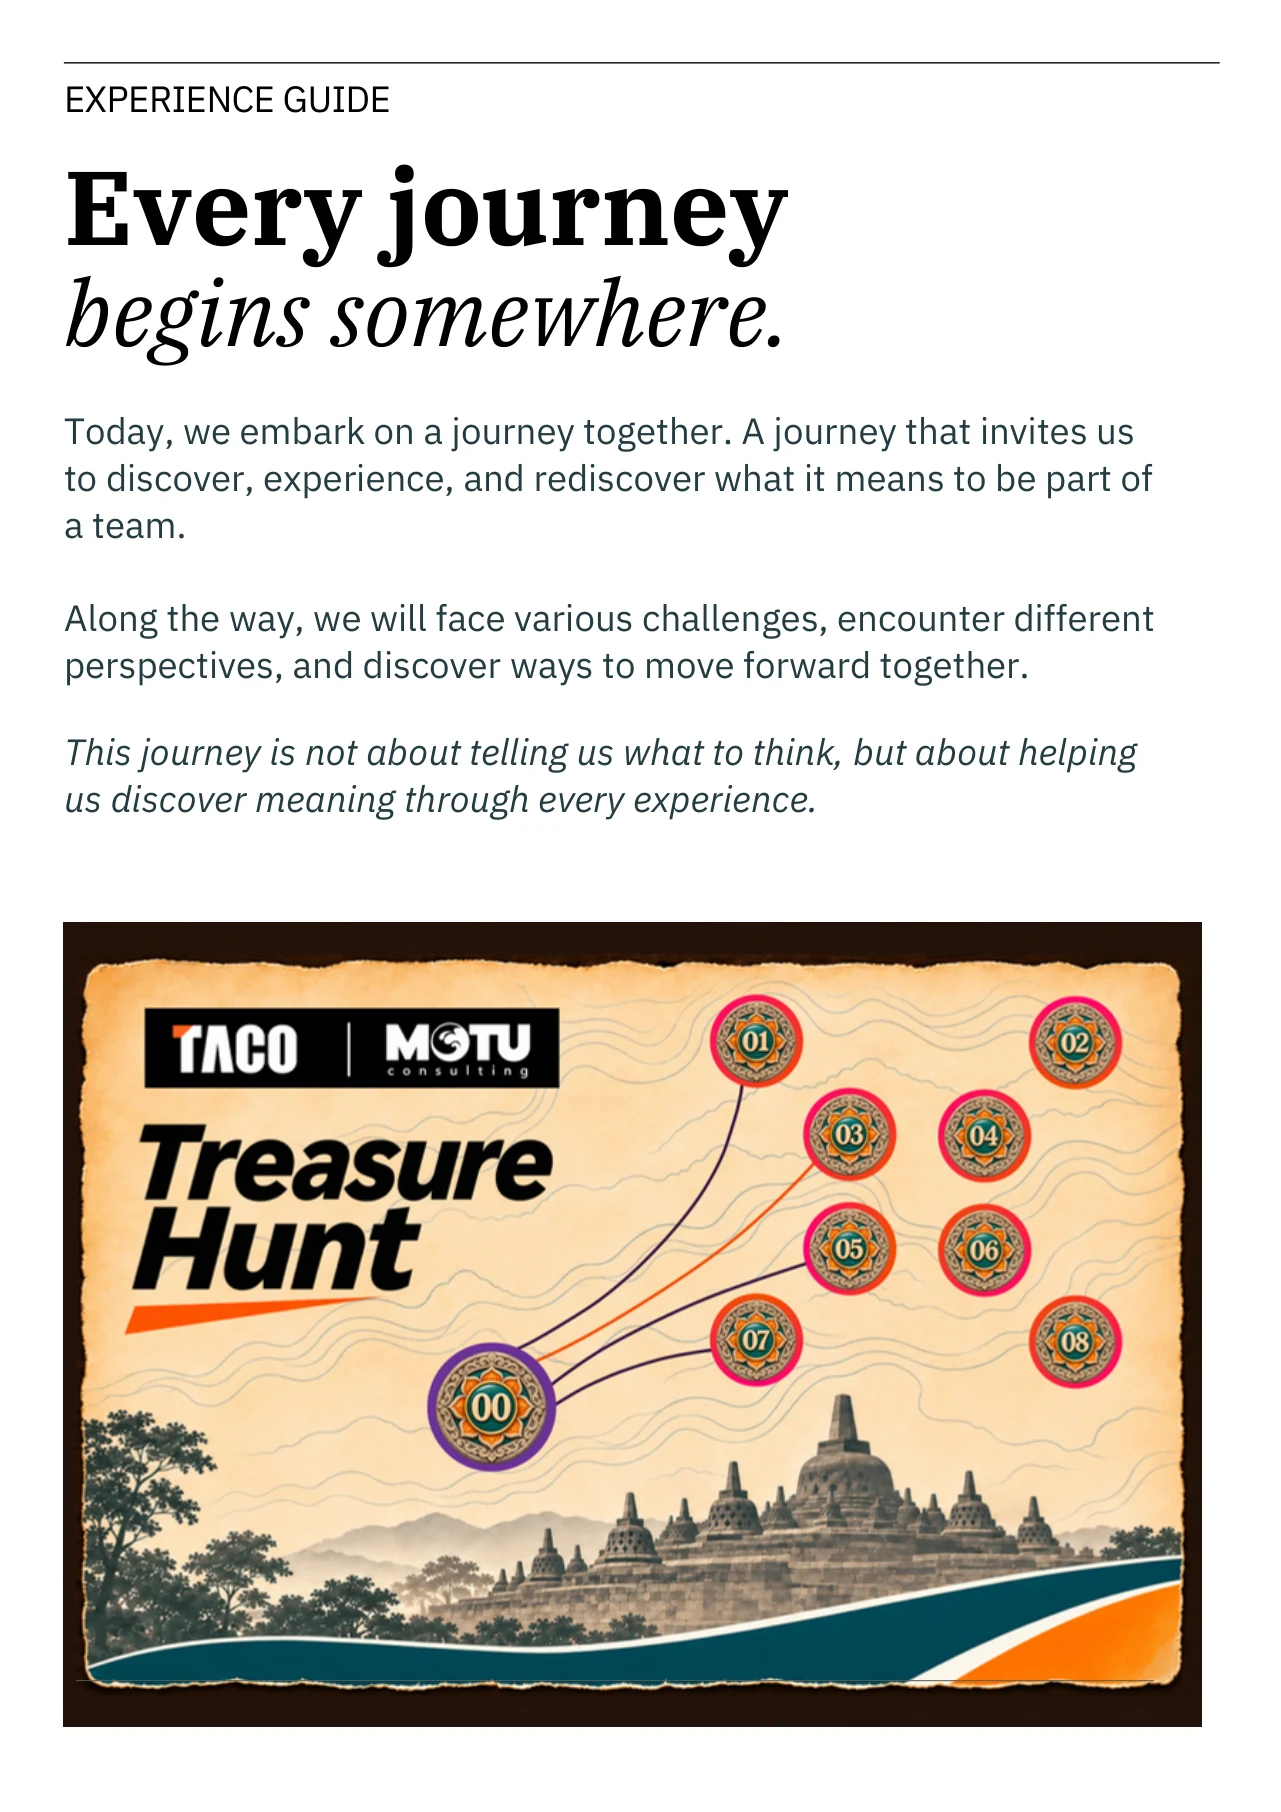 EXPERIENCE GUIDE
Every journey
begins somewhere.
Today, we embark on a journey together. A journey that invites us
to discover, experience, and rediscover what it means to be part of
a team.
Along the way, we will face various challenges, encounter different
perspectives, and discover ways to move forward together.
This journey is not about telling us what to think, but about helping
us discover meaning through every experience.
TACO | MOTU
consulting
Treasure
Hunt
01
02
03
04
05
06
07
08
00